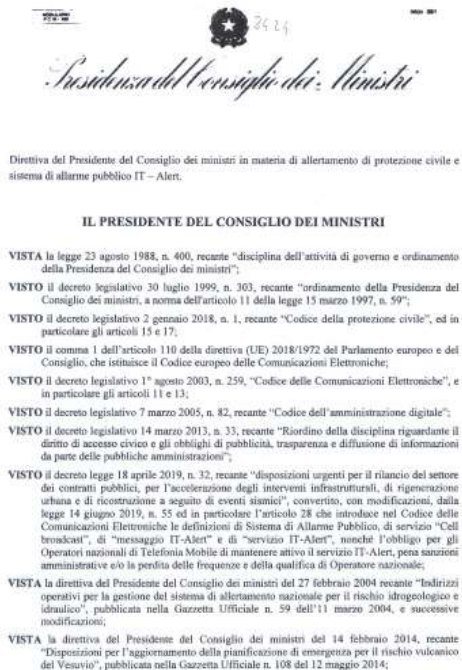 3424
Presidenza del Consiglio dei Ministri
Direttiva del Presidente del Consiglio dei ministri in materia di allertamento di protezione civile e
sistema di allarme pubblico IT – Alert.
IL PRESIDENTE DEL CONSIGLIO DEI MINISTRI
VISTA la legge 23 agosto 1988, n. 400, recante “disciplina dell’attività di governo e ordinamento
della Presidenza del Consiglio dei ministri”;
VISTO il decreto legislativo 30 luglio 1999, n. 303, recante “ordinamento della Presidenza del
Consiglio dei ministri, a norma dell'articolo 11 della legge 15 marzo 1997, n. 59”;
VISTO il decreto legislativo 2 gennaio 2018, n. 1, recante “Codice della protezione civile”, ed in
particolare gli articoli 15 e 17;
VISTO il comma 1 dell’articolo 110 della direttiva (UE) 2018/1972 del Parlamento europeo e del
Consiglio, che istituisce il Codice europeo delle Comunicazioni Elettroniche;
VISTO il decreto legislativo 1° agosto 2003, n. 259, “Codice delle Comunicazioni Elettroniche”, e
in particolare gli articoli 11 e 13;
VISTO il decreto legislativo 7 marzo 2005, n. 82, recante “Codice dell’amministrazione digitale”;
VISTO il decreto legislativo 14 marzo 2013, n. 33, recante “Riordino della disciplina riguardante il
diritto di accesso civico e gli obblighi di pubblicità, trasparenza e diffusione di informazioni
da parte delle pubbliche amministrazioni”;
VISTO il decreto legge 18 aprile 2019, n. 32, recante “disposizioni urgenti per il rilancio del settore
dei contratti pubblici, per l’accelerazione degli interventi infrastrutturali, di rigenerazione
urbana e di ricostruzione a seguito di eventi sismici”, convertito, con modificazioni, dalla
legge 14 giugno 2019, n. 55 ed in particolare l’articolo 28 che introduce nel Codice delle
Comunicazioni Elettroniche le definizioni di Sistema di Allarme Pubblico, di servizio “Cell
broadcast”, di “messaggio IT-Alert” e di “servizio IT-Alert”, nonché l’obbligo per gli
Operatori nazionali di Telefonia Mobile di mantenere attivo il servizio IT-Alert, pena sanzioni
amministrative e/o la perdita delle frequenze e della qualifica di Operatore nazionale;
VISTA la direttiva del Presidente del Consiglio dei ministri del 27 febbraio 2004 recante “Indirizzi
operativi per la gestione del sistema di allertamento nazionale per il rischio idrogeologico e
idraulico”, pubblicata nella Gazzetta Ufficiale n. 59 dell’11 marzo 2004, e successive
modificazioni;
VISTA la direttiva del Presidente del Consiglio dei ministri del 14 febbraio 2014, recante
“Disposizioni per l’aggiornamento della pianificazione di emergenza per il rischio vulcanico
del Vesuvio”, pubblicata nella Gazzetta Ufficiale n. 108 del 12 maggio 2014;